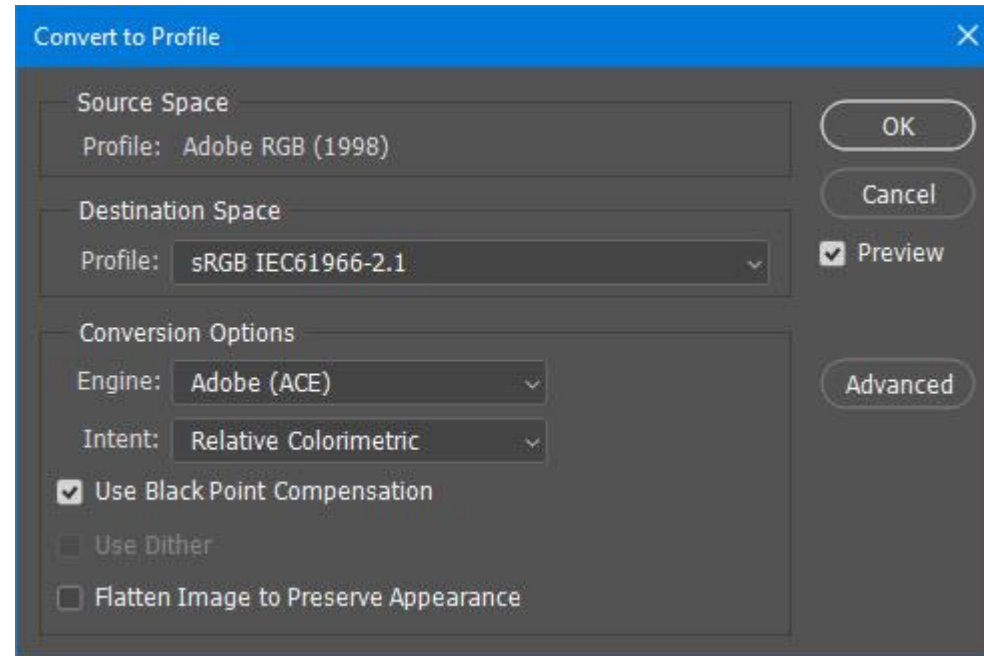 Convert to Profile
Source Space
Profile: Adobe RGB (1998)
OK
Cancel
Destination Space
Profile: sRGB IEC61966-2.1
Preview
Conversion Options
Engine: Adobe (ACE)
Advanced
Intent: Relative Colorimetric
Use Black Point Compensation
Use Dither
Flatten Image to Preserve Appearance